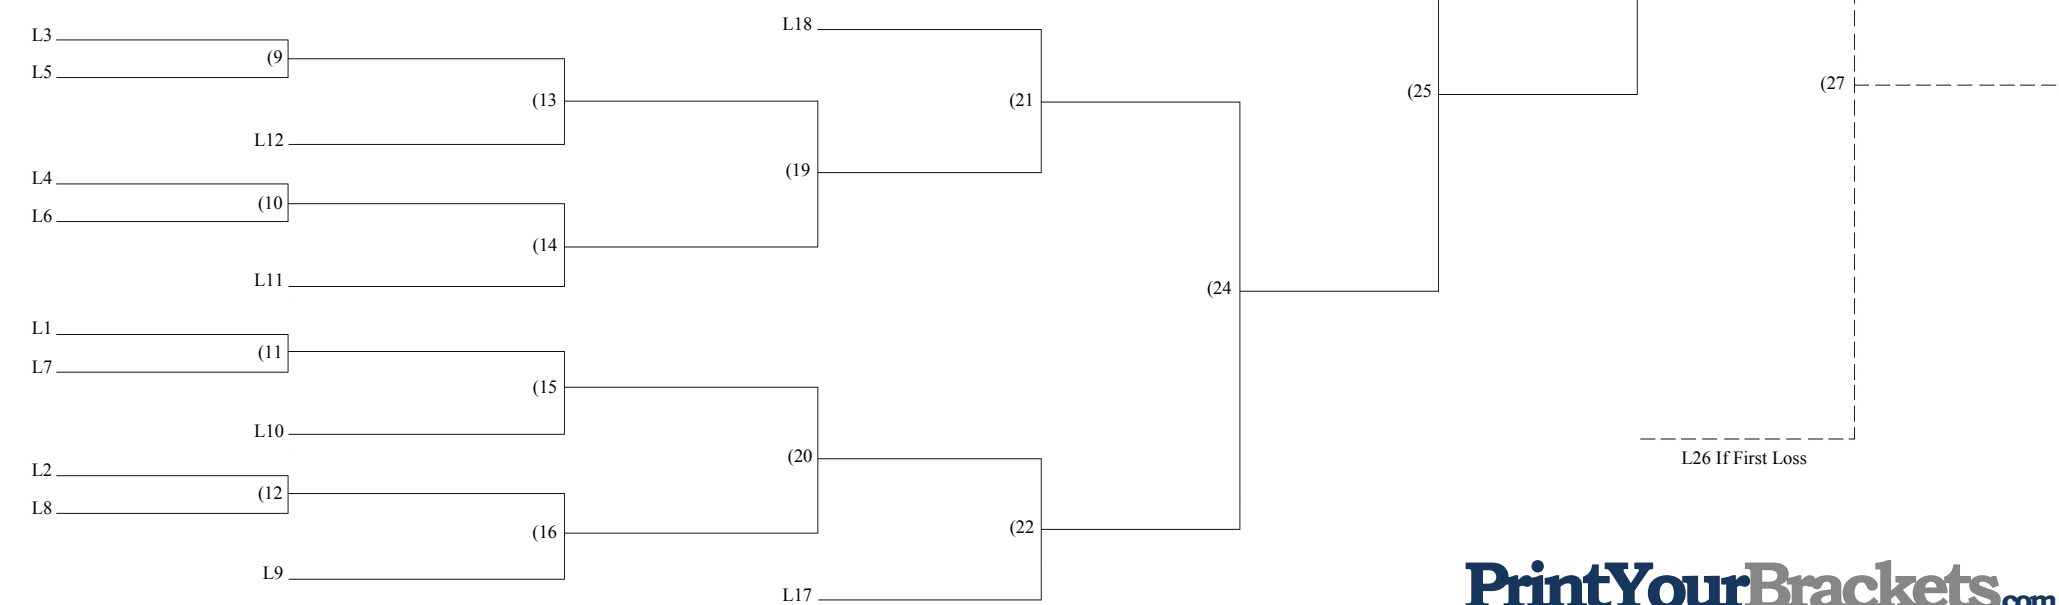 L3
(9
L5
(13
L12
L4
(10
L6
(14
L11
(19
L18
(21
L1
(11
L7
(15
L10
L2
(12
L8
(16
L9
(20
(22
L17
(24
(25
(27
L26 If First Loss
PrintYourBrackets.com